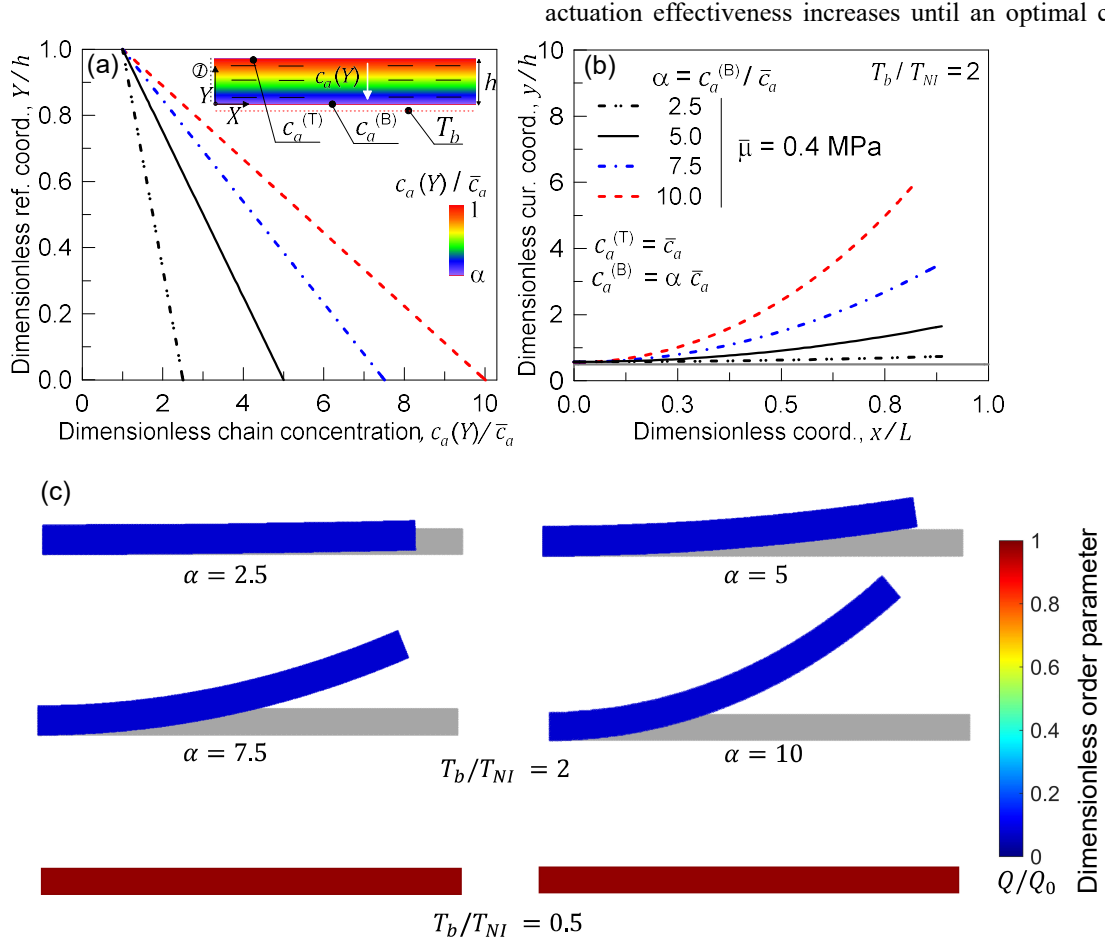 actuation effectiveness increases until an optimal c
(a)
Dimensionless ref. coord., Y/h
1.0
0.8
0.6
0.4
0.2
0.0
0 2 4 6 8 10
Dimensionless chain concentration, c_a(Y)/c̄_a
Y
X
c_a(Y)
h
c_a^(T)
c_a^(B)
T_b
c_a(Y) / c̄_a
1
α
(b)
Dimensionless cur. coord., y/h
10
8
6
4
2
0
0.0 0.3 0.5 0.8 1.0
Dimensionless coord., x/L
α = c_a^(B)/c̄_a
T_b / T_NI = 2
2.5
5.0
7.5
10.0
μ̄ = 0.4 MPa
c_a^(T) = c̄_a
c_a^(B) = α c̄_a
(c)
α = 2.5
α = 5
α = 7.5
α = 10
T_b/T_NI = 2
T_b/T_NI = 0.5
1
0.8
0.6
0.4
0.2
0
Q/Q_0
Dimensionless order parameter